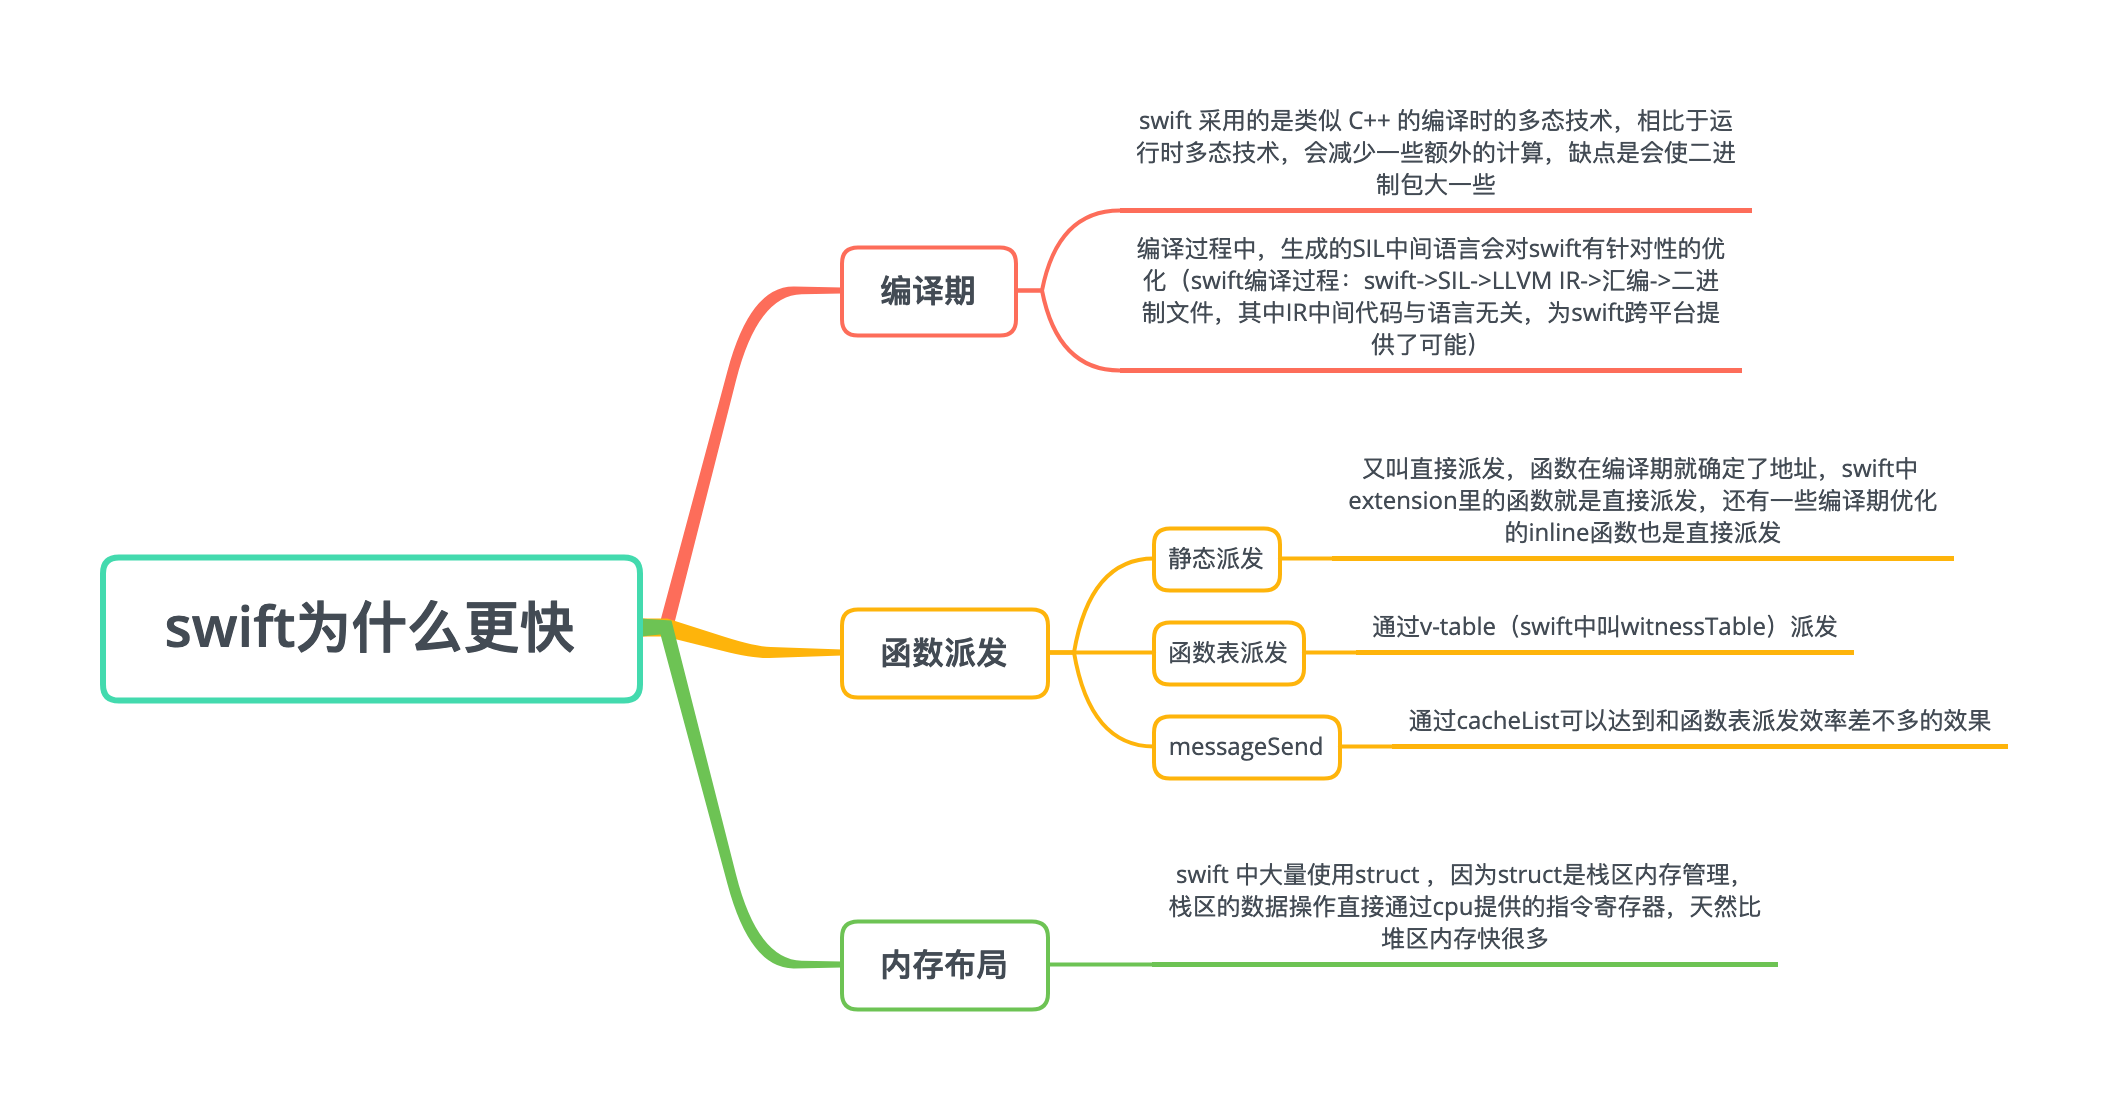 swift为什么更快
编译期
swift 采用的是类似 C++ 的编译时的多态技术，相比于运
行时多态技术，会减少一些额外的计算，缺点是会使二进
制包大一些
编译过程中，生成的SIL中间语言会对swift有针对性的优
化（swift编译过程：swift->SIL->LLVM IR->汇编->二进
制文件，其中IR中间代码与语言无关，为swift跨平台提
供了可能）
函数派发
静态派发
又叫直接派发，函数在编译期就确定了地址，swift中
extension里的函数就是直接派发，还有一些编译期优化
的inline函数也是直接派发
函数表派发
通过v-table（swift中叫witnessTable）派发
messageSend
通过cacheList可以达到和函数表派发效率差不多的效果
内存布局
swift 中大量使用struct ，因为struct是栈区内存管理，
栈区的数据操作直接通过cpu提供的指令寄存器，天然比
堆区内存快很多